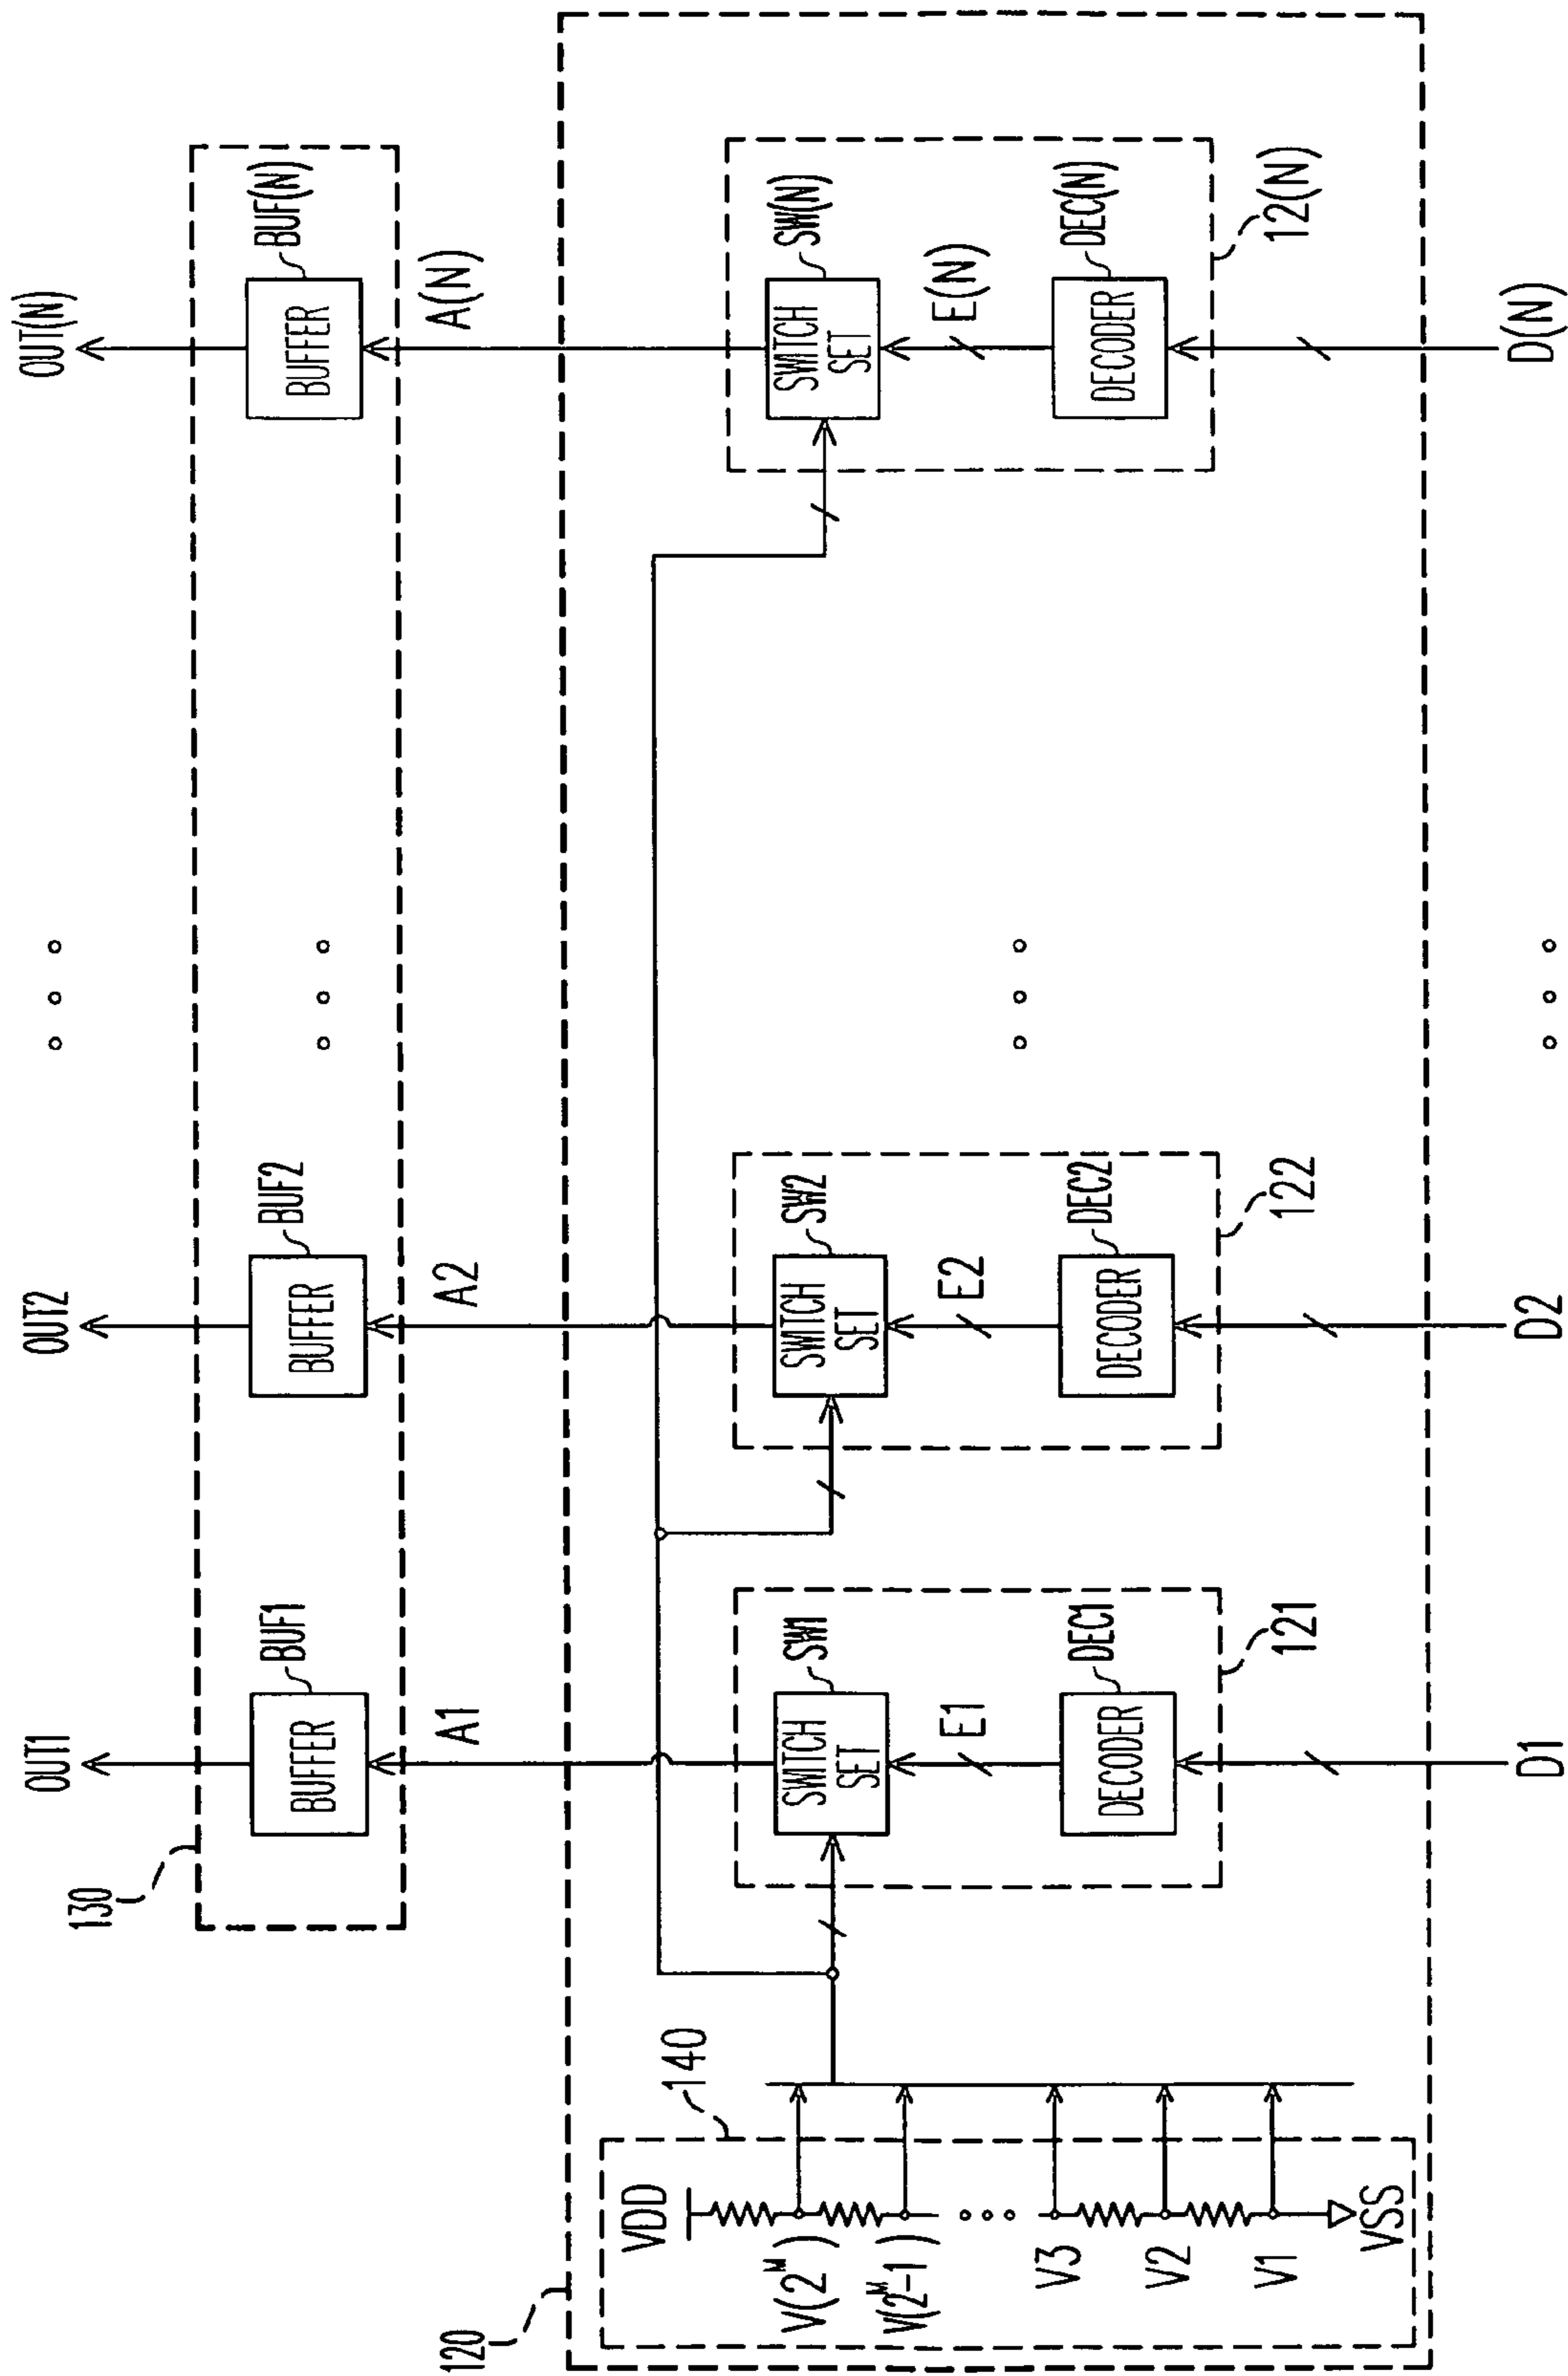 OUT1
OUT2
OUT(N)
130
BUFFER
BUF1
BUFFER
BUF2
BUFFER
BUF(N)
A1
A2
A(N)
120
140
VDD
V(2^M)
V(2^M-1)
V3
V2
V1
VSS
SWITCH
SET
SW1
E1
DECODER
DEC1
121
SWITCH
SET
SW2
E2
DECODER
DEC2
122
SWITCH
SET
SW(N)
E(N)
DECODER
DEC(N)
12(N)
D1
D2
D(N)